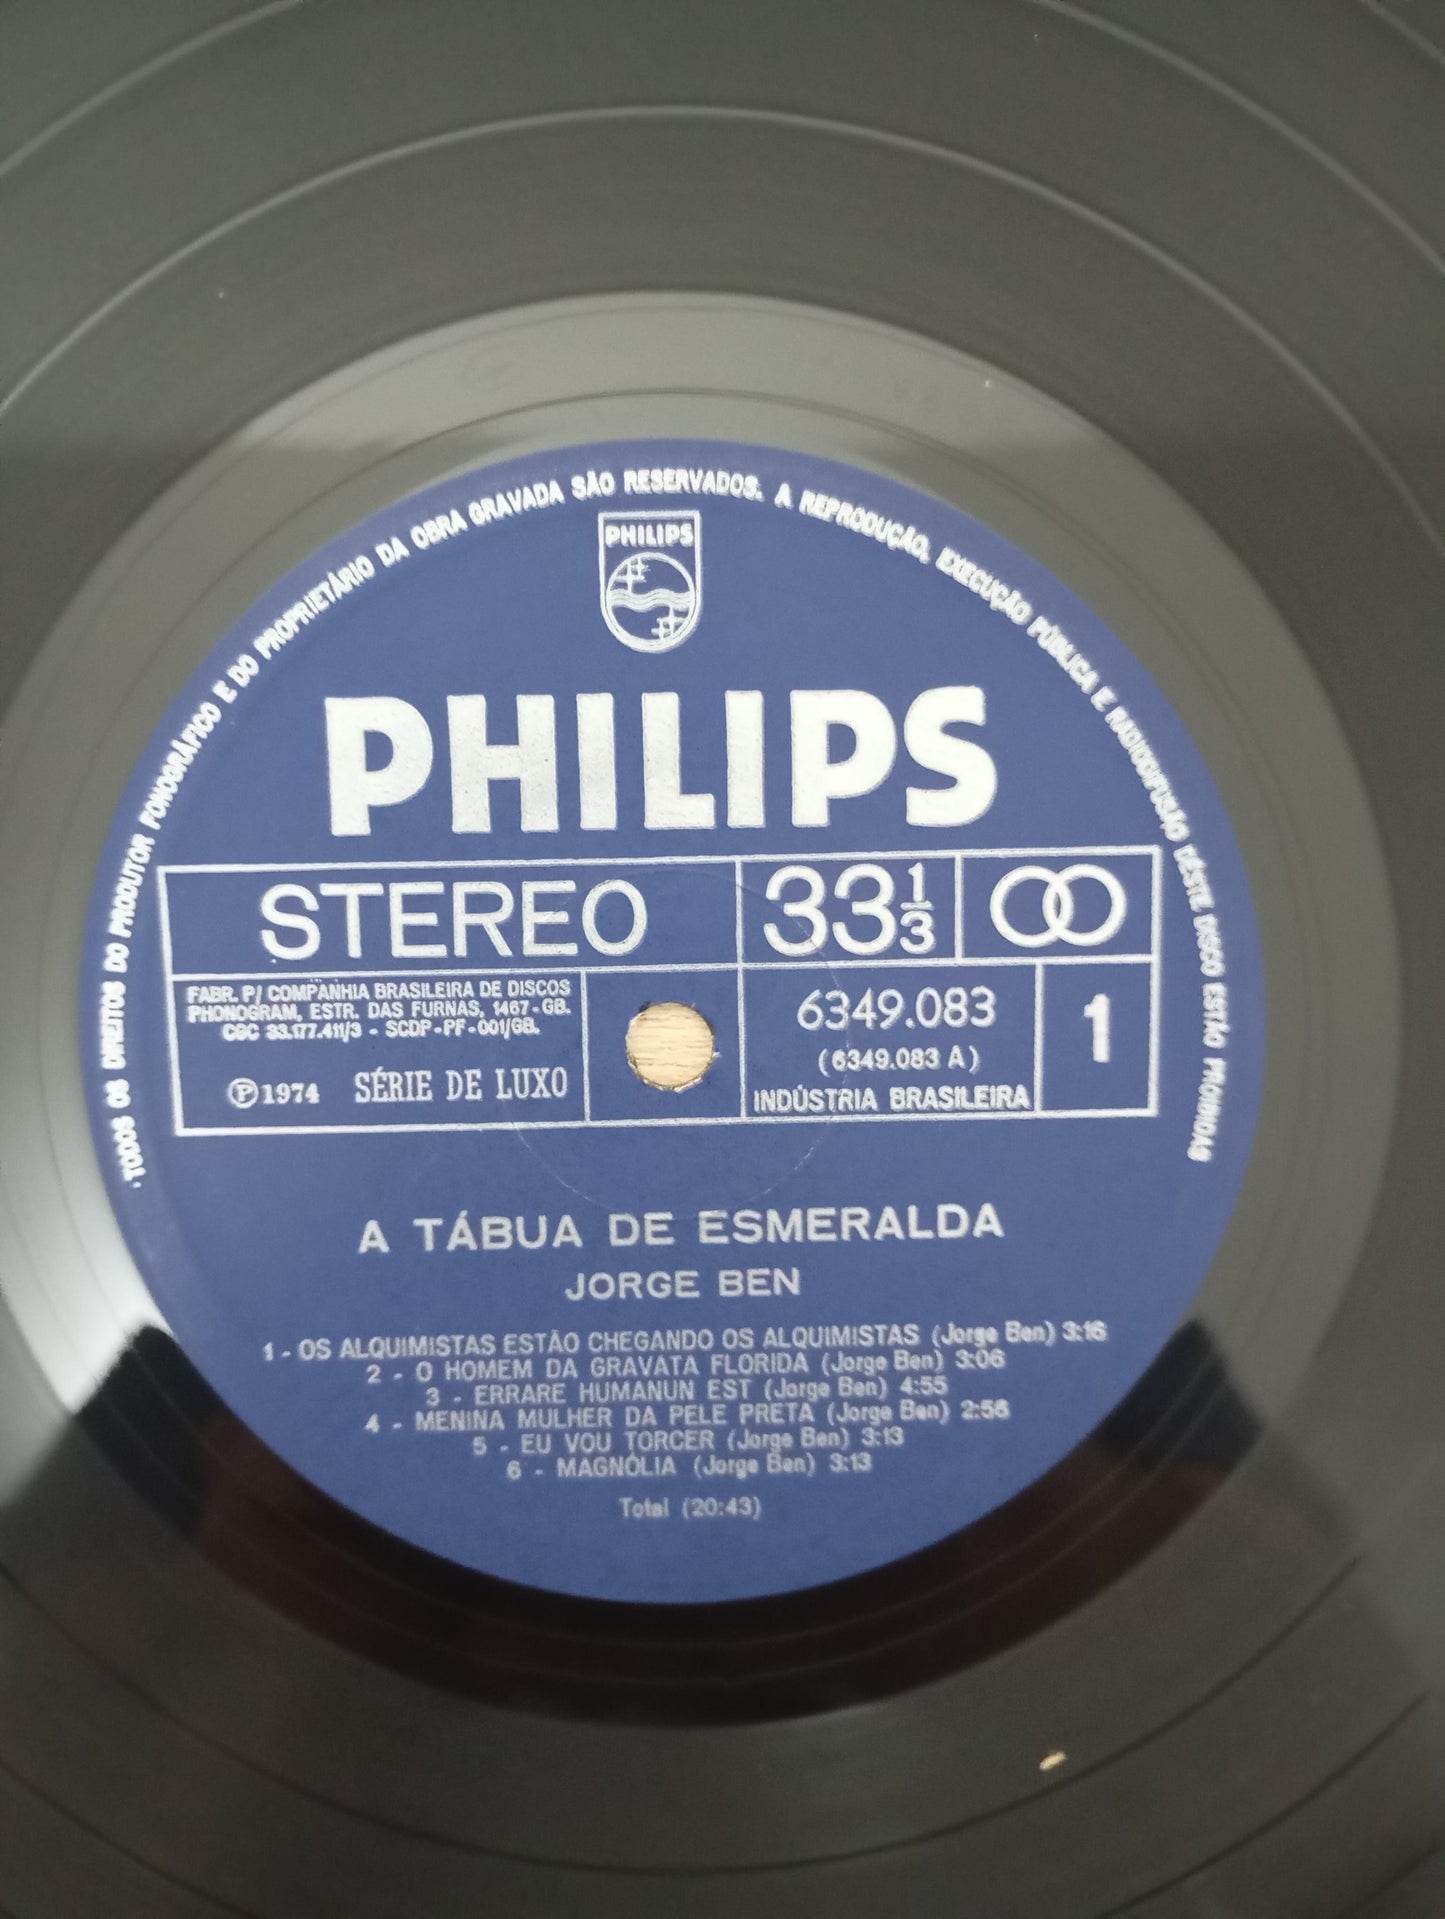 ·TODOS OS DIREITOS DO PRODUTOR FONOGRÁFICO E DO PROPRIETÁRIO DA OBRA GRAVADA SÃO RESERVADOS. A REPRODUÇÃO, EXECUÇÃO PÚBLICA E RADIODIFUSÃO DÊSTE DISCO ESTÃO PROIBIDAS
PHILIPS
PHILIPS
STEREO
33 1/3
FABR. P/ COMPANHIA BRASILEIRA DE DISCOS
PHONOGRAM, ESTR. DAS FURNAS, 1467-GB.
CGC 33.177.411/3 - SCDP-PF-001/GB.
Ⓟ1974 SÉRIE DE LUXO
6349.083
(6349.083 A)
INDÚSTRIA BRASILEIRA
1
A TÁBUA DE ESMERALDA
JORGE BEN
1 - OS ALQUIMISTAS ESTÃO CHEGANDO OS ALQUIMISTAS (Jorge Ben) 3:16
2 - O HOMEM DA GRAVATA FLORIDA (Jorge Ben) 3:06
3 - ERRARE HUMANUN EST (Jorge Ben) 4:55
4 - MENINA MULHER DA PELE PRETA (Jorge Ben) 2:58
5 - EU VOU TORCER (Jorge Ben) 3:13
6 - MAGNÓLIA (Jorge Ben) 3:13
Total (20:43)